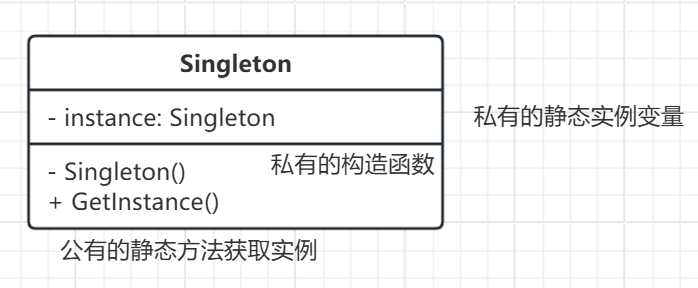 Singleton
- instance: Singleton
私有的静态实例变量
- Singleton()
私有的构造函数
+ GetInstance()
公有的静态方法获取实例